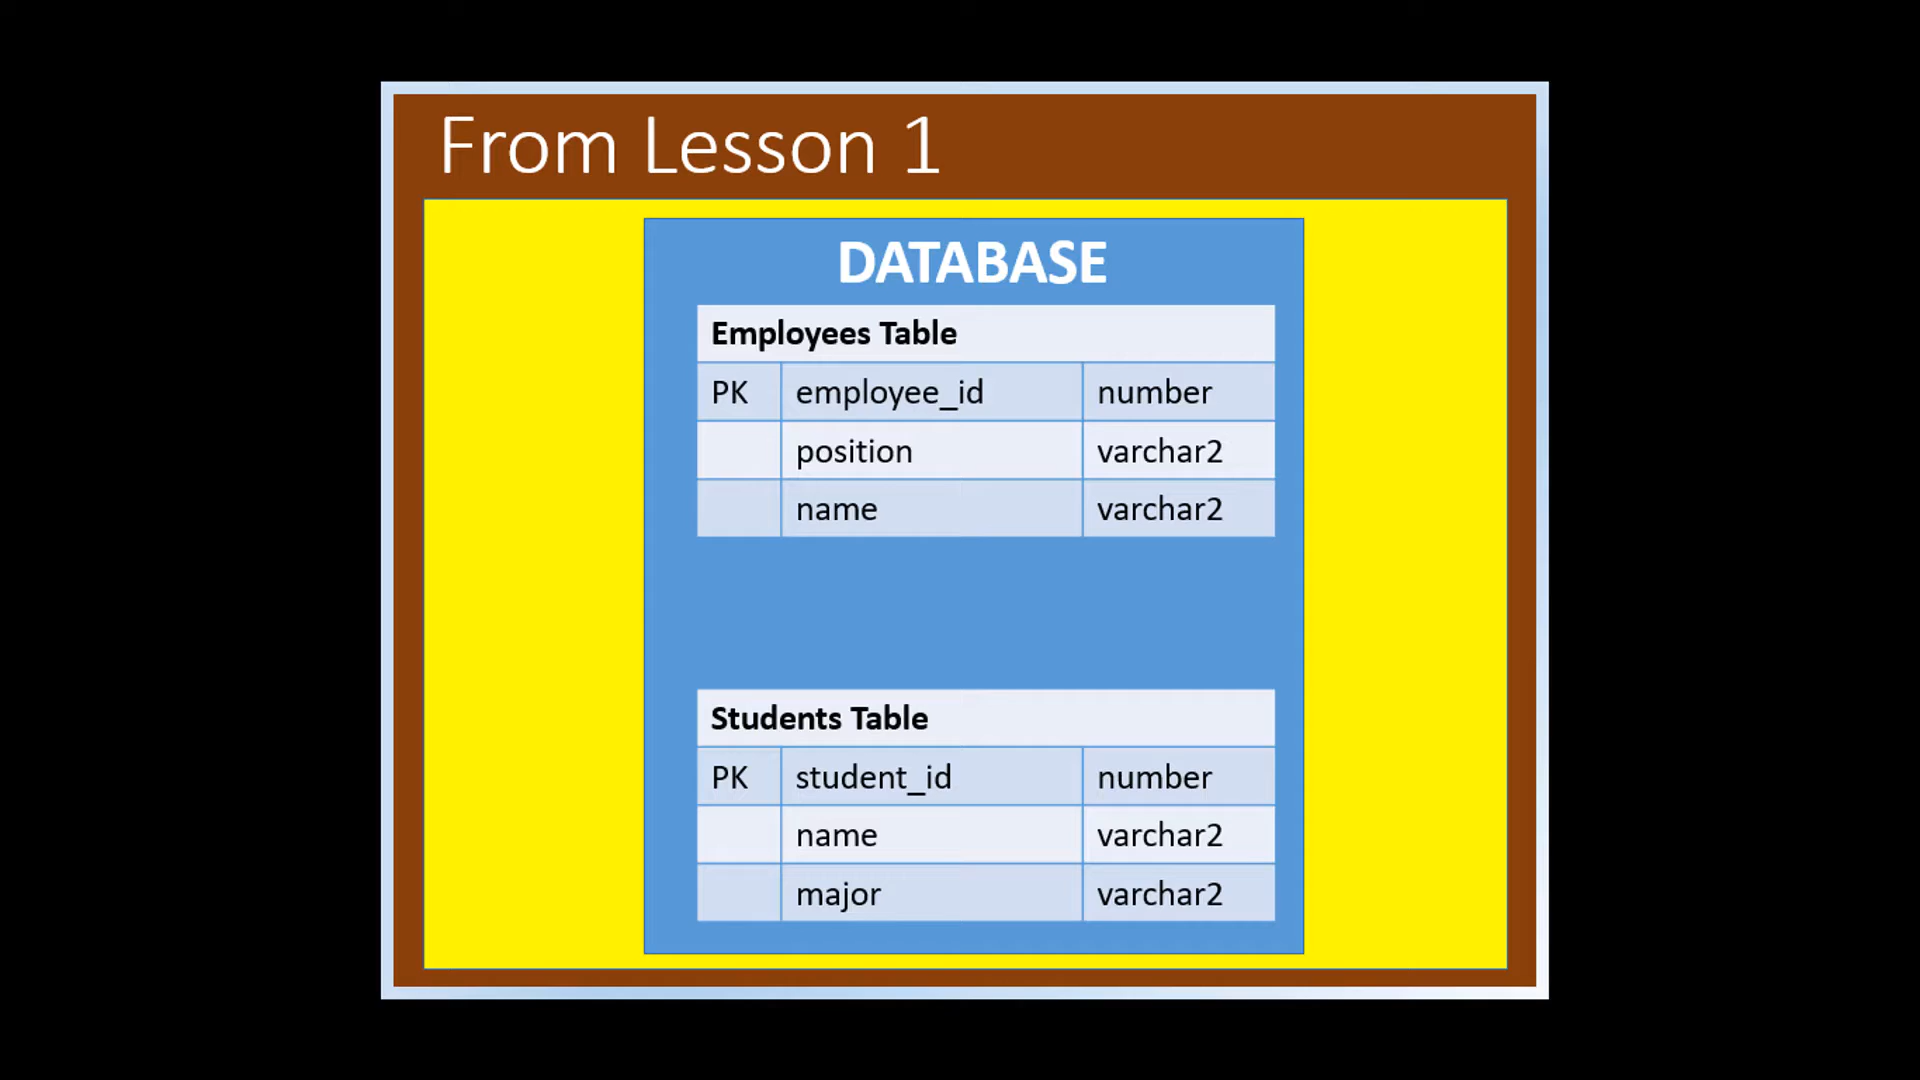 From Lesson 1
DATABASE
Employees Table
PK employee_id number
position varchar2
name varchar2
Students Table
PK student_id number
name varchar2
major varchar2